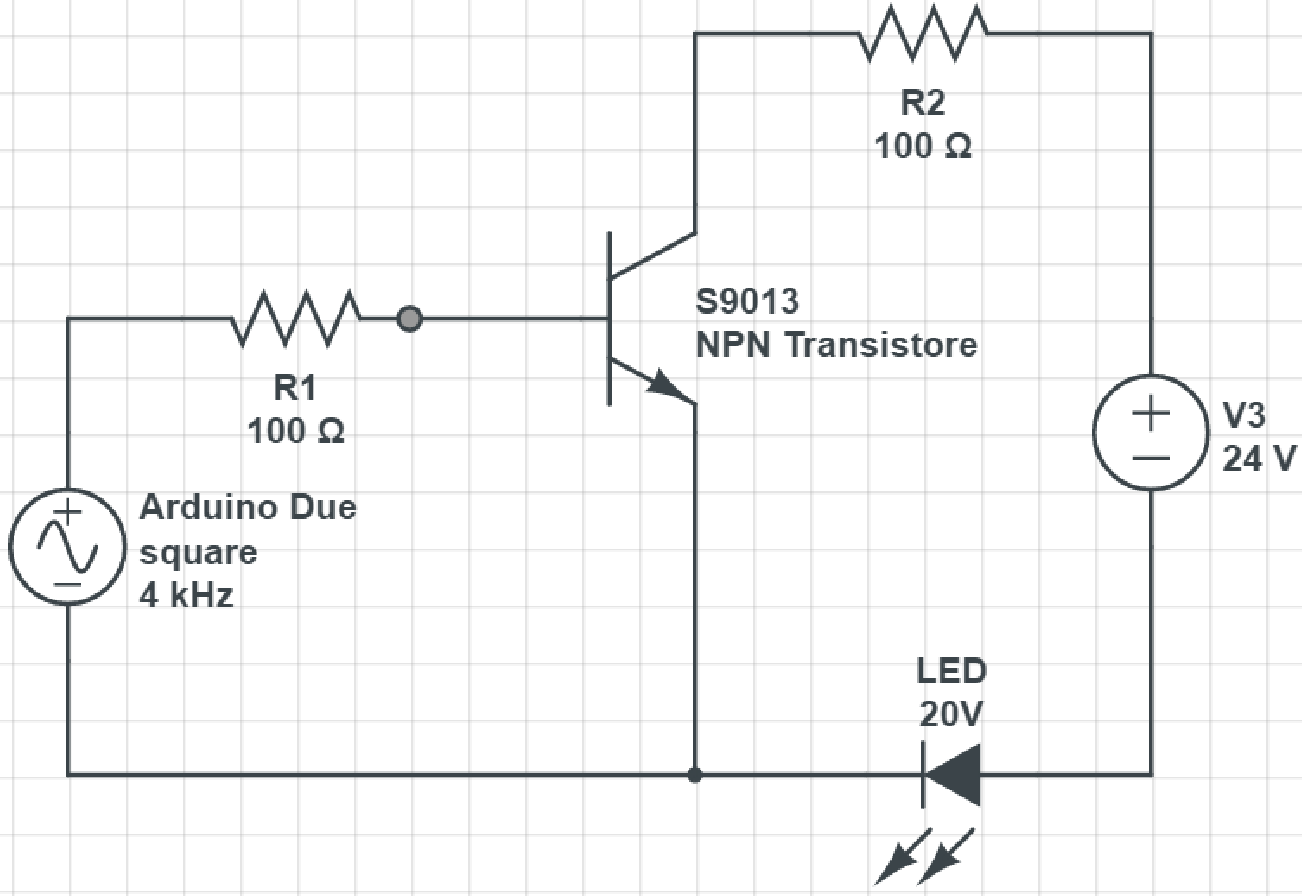 R2
100 Ω
S9013
NPN Transistore
R1
100 Ω
V3
24 V
Arduino Due
square
4 kHz
LED
20V